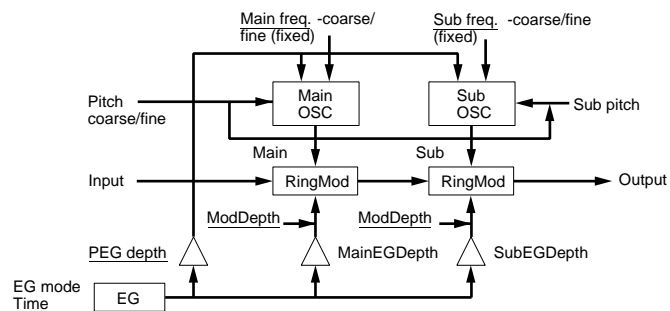 Main freq. -coarse/
fine (fixed)
Sub freq. -coarse/fine
(fixed)
Pitch
coarse/fine
Main
OSC
Sub
OSC
Sub pitch
Main
Sub
Input
RingMod
RingMod
Output
ModDepth
ModDepth
PEG depth
MainEGDepth
SubEGDepth
EG mode
Time
EG